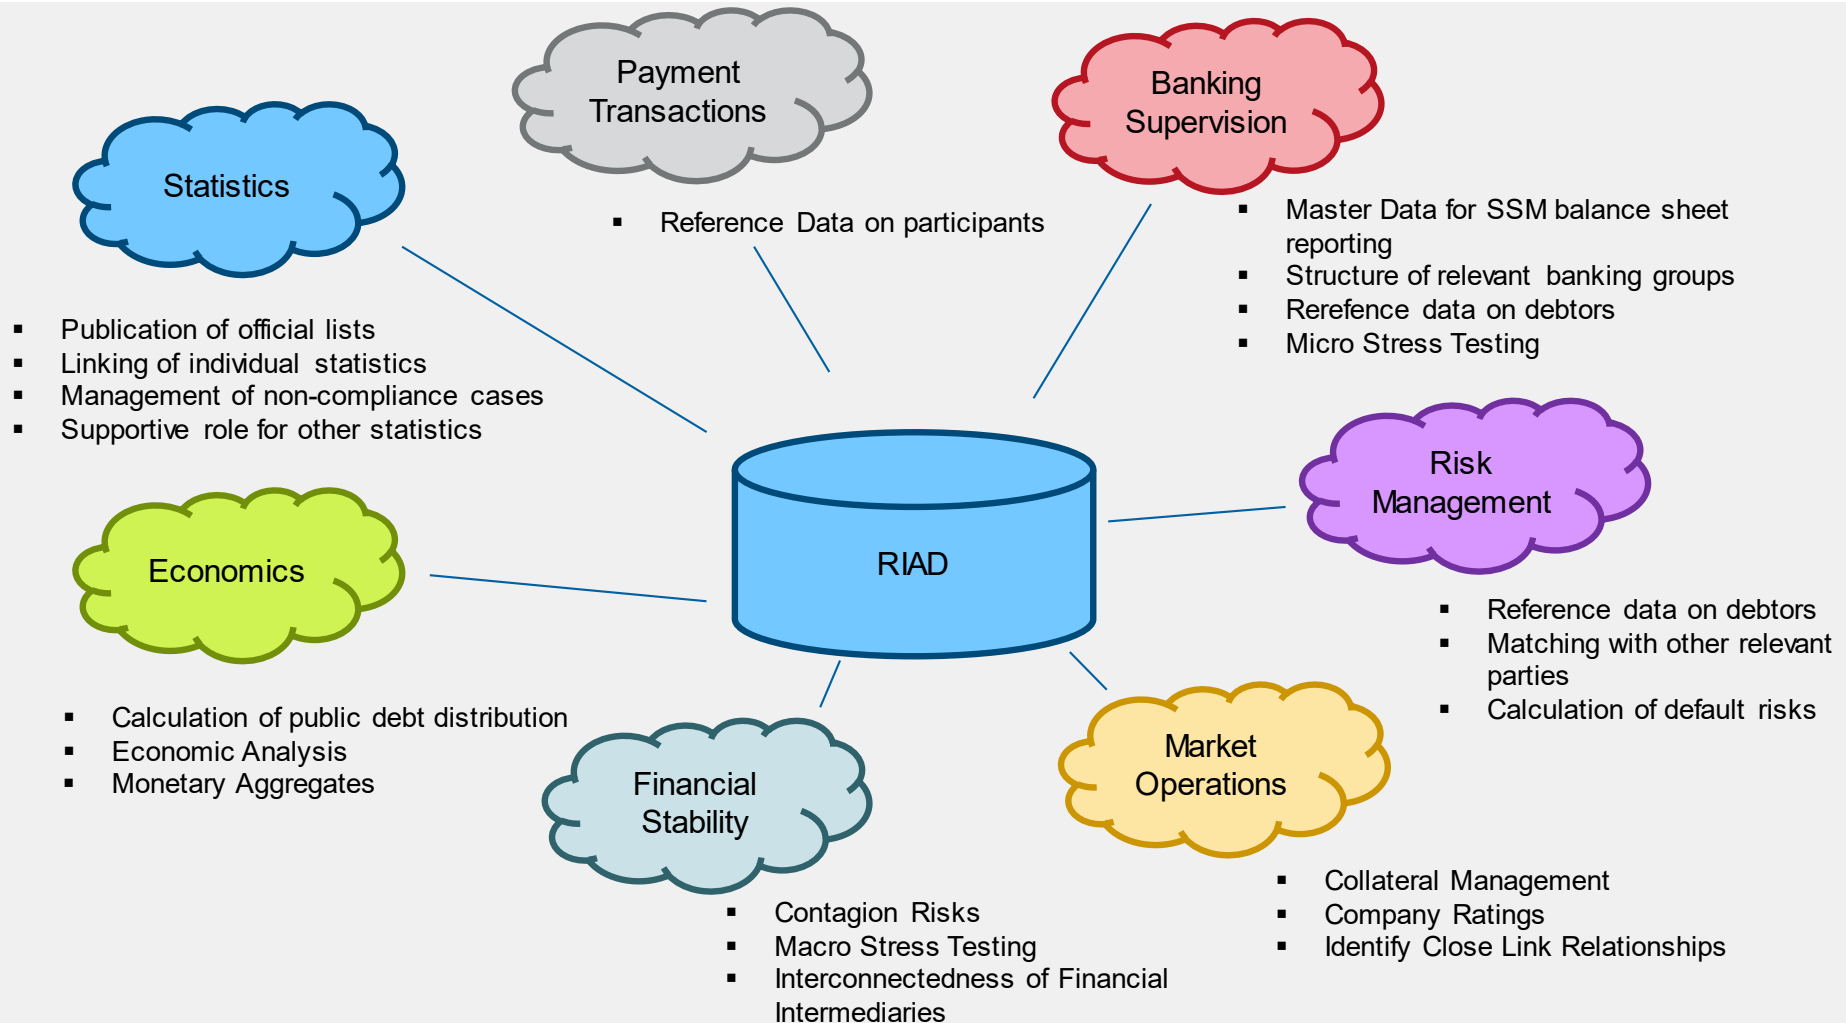 Payment
Transactions
▪ Reference Data on participants
Banking
Supervision
▪ Master Data for SSM balance sheet
reporting
▪ Structure of relevant banking groups
▪ Rerefence data on debtors
▪ Micro Stress Testing
Statistics
▪ Publication of official lists
▪ Linking of individual statistics
▪ Management of non-compliance cases
▪ Supportive role for other statistics
Risk
Management
▪ Reference data on debtors
▪ Matching with other relevant
parties
▪ Calculation of default risks
RIAD
Economics
▪ Calculation of public debt distribution
▪ Economic Analysis
▪ Monetary Aggregates
Financial
Stability
▪ Contagion Risks
▪ Macro Stress Testing
▪ Interconnectedness of Financial
Intermediaries
Market
Operations
▪ Collateral Management
▪ Company Ratings
▪ Identify Close Link Relationships